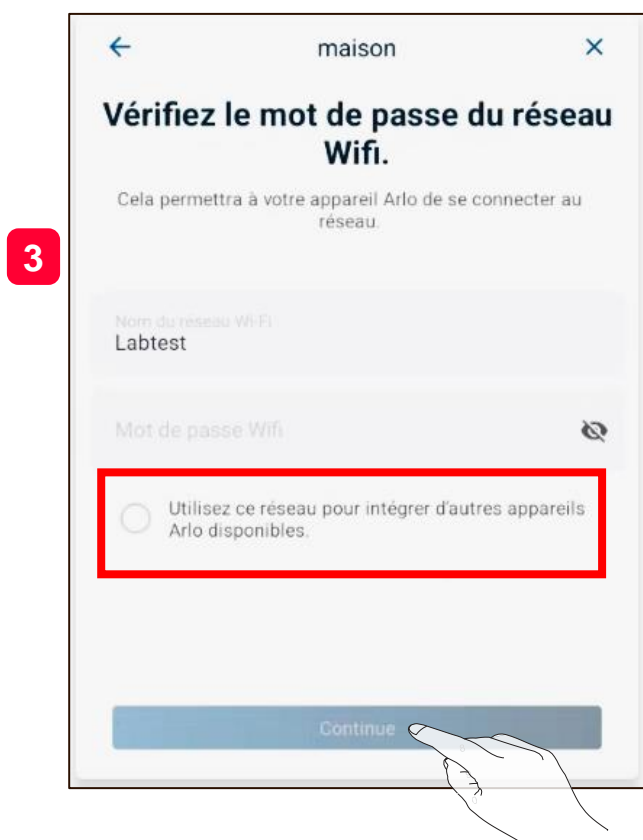 maison
Vérifiez le mot de passe du réseau
Wifi.
Cela permettra à votre appareil Arlo de se connecter au
réseau.
3
Nom du réseau Wi-Fi
Labtest
Mot de passe Wifi
Utilisez ce réseau pour intégrer d'autres appareils
Arlo disponibles.
Continue